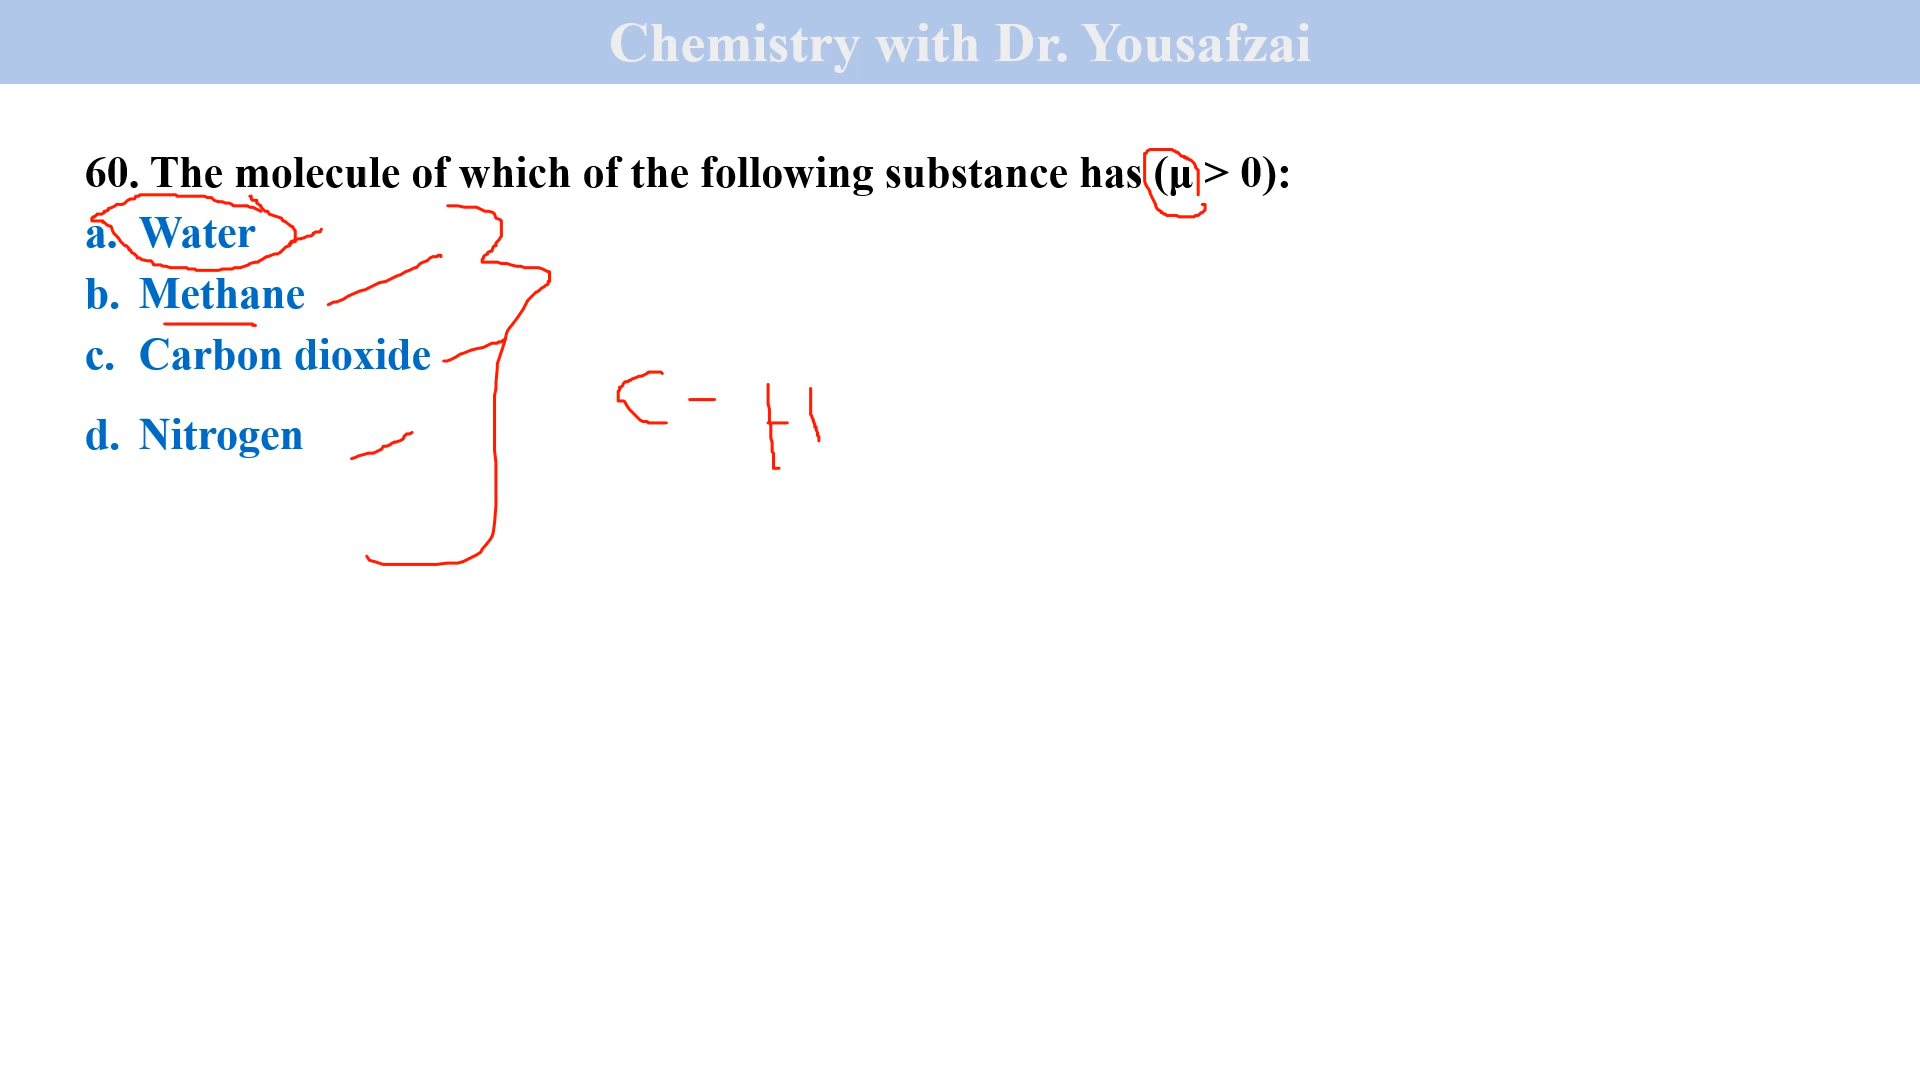 Chemistry with Dr. Yousafzai
60. The molecule of which of the following substance has (μ > 0):
a. Water
b. Methane
c. Carbon dioxide
C - H
d. Nitrogen